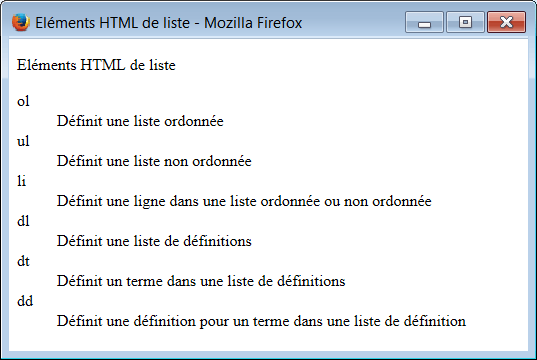 Eléments HTML de liste - Mozilla Firefox
Eléments HTML de liste
ol
Définit une liste ordonnée
ul
Définit une liste non ordonnée
li
Définit une ligne dans une liste ordonnée ou non ordonnée
dl
Définit une liste de définitions
dt
Définit un terme dans une liste de définitions
dd
Définit une définition pour un terme dans une liste de définition